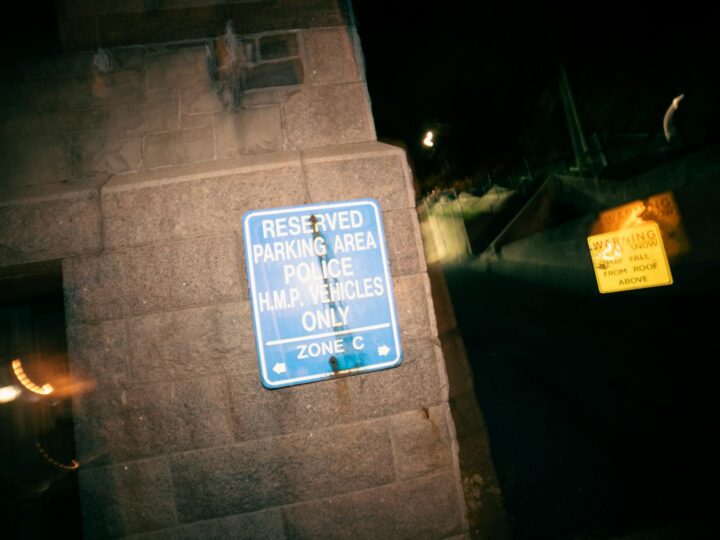 RESERVED
PARKING AREA
POLICE
H.M.P. VEHICLES
ONLY
ZONE C
WARNING
SNOW
MAY FALL
FROM ROOF
ABOVE